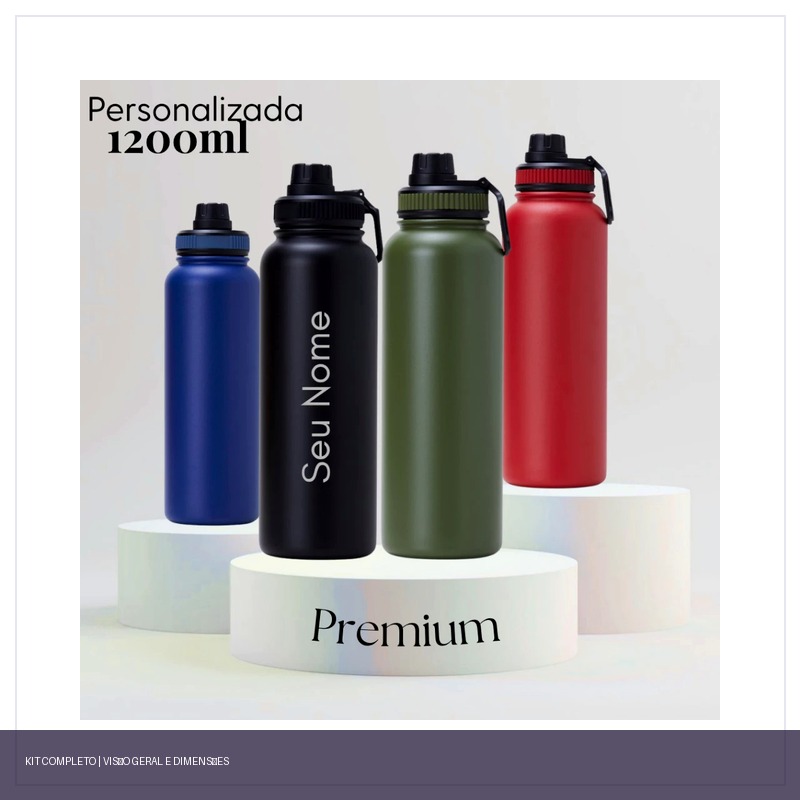 Personalizada
1200ml
Seu Nome
Premium
KIT COMPLETO | VIS□O GERAL E DIMENS□ES